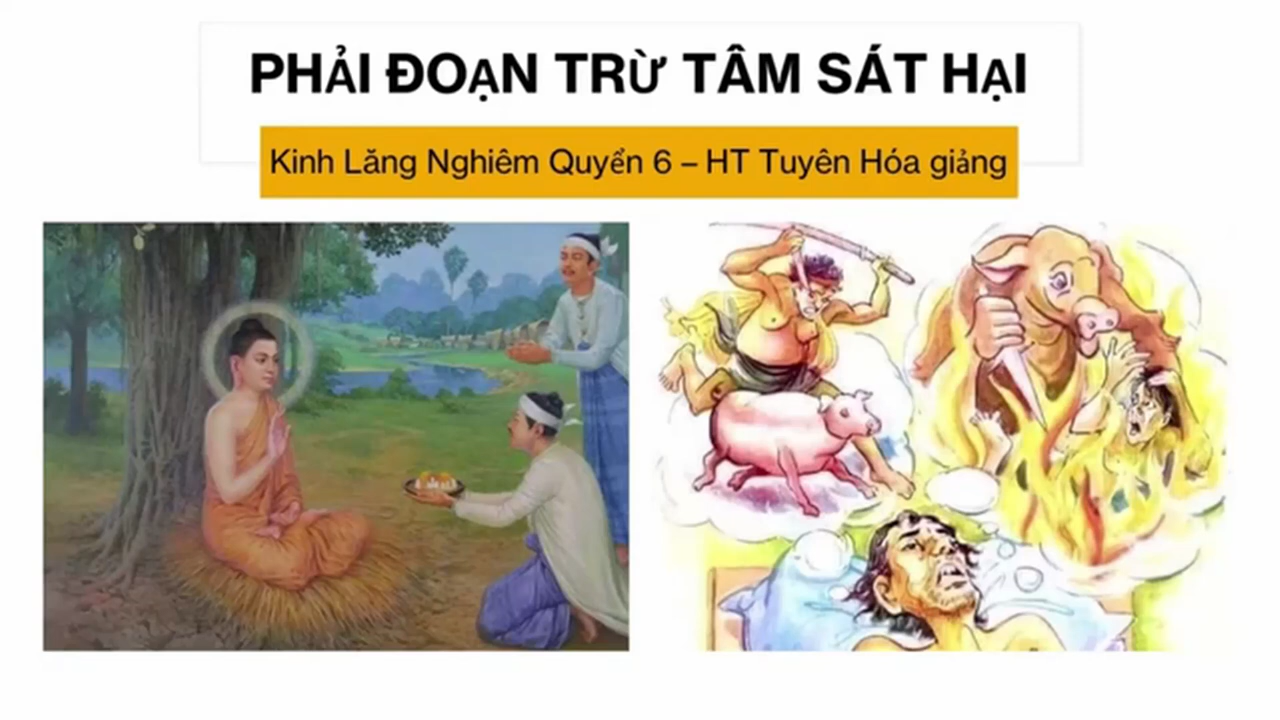 PHẢI ĐOẠN TRỪ TÂM SÁT HẠI
Kinh Lăng Nghiêm Quyển 6 – HT Tuyên Hóa giảng